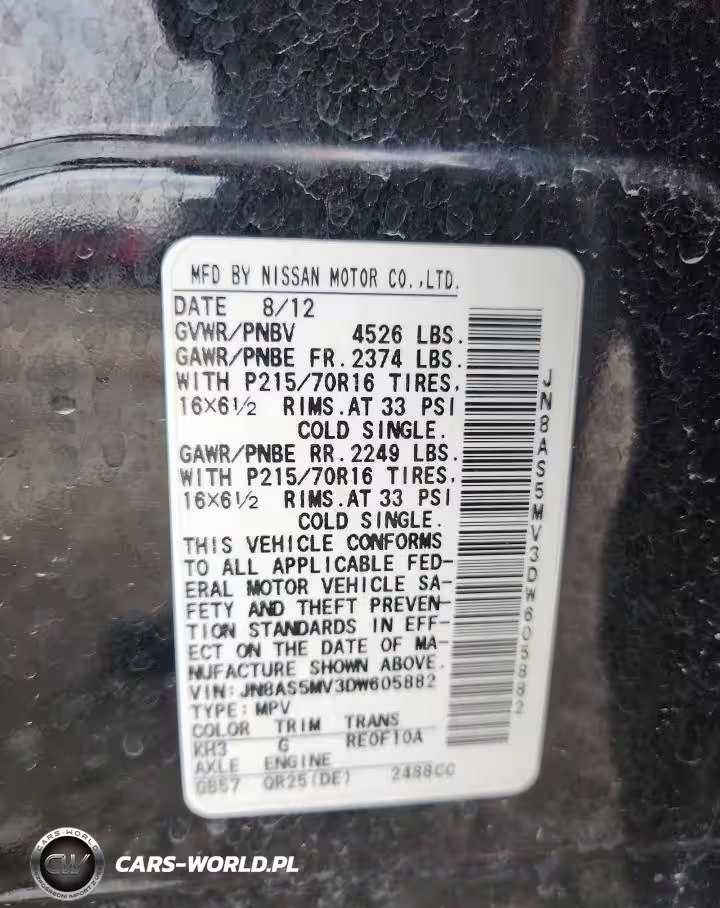 MFD BY NISSAN MOTOR CO.,LTD.
DATE 8/12
GVWR/PNBV 4526 LBS.
GAWR/PNBE FR. 2374 LBS.
WITH P215/70R16 TIRES,
16×6½ RIMS. AT 33 PSI
COLD SINGLE.
GAWR/PNBE RR. 2249 LBS.
WITH P215/70R16 TIRES,
16×6½ RIMS. AT 33 PSI
COLD SINGLE.
THIS VEHICLE CONFORMS
TO ALL APPLICABLE FED-
ERAL MOTOR VEHICLE SA-
FETY AND THEFT PREVEN-
TION STANDARDS IN EFF-
ECT ON THE DATE OF MA-
NUFACTURE SHOWN ABOVE.
VIN: JN8AS5MV3DW605882
TYPE: MPV
COLOR TRIM TRANS
KH3 G RE0F10A
AXLE ENGINE
GB57 QR25(DE) 2488CC
JN8AS5MV3DW605882
CARS-WORLD
CW
CARS-WORLD.PL